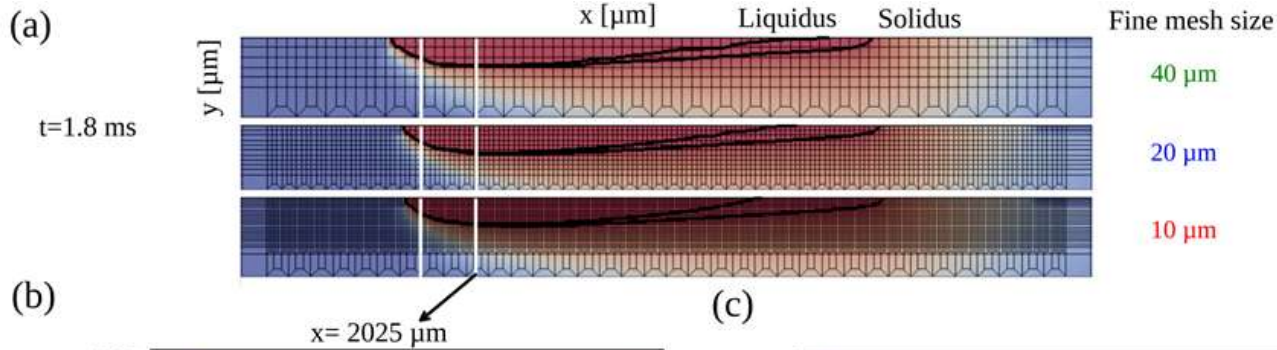 (a)
x [µm]
Liquidus
Solidus
Fine mesh size
y [µm]
40 µm
t=1.8 ms
20 µm
10 µm
(b)
(c)
x= 2025 µm